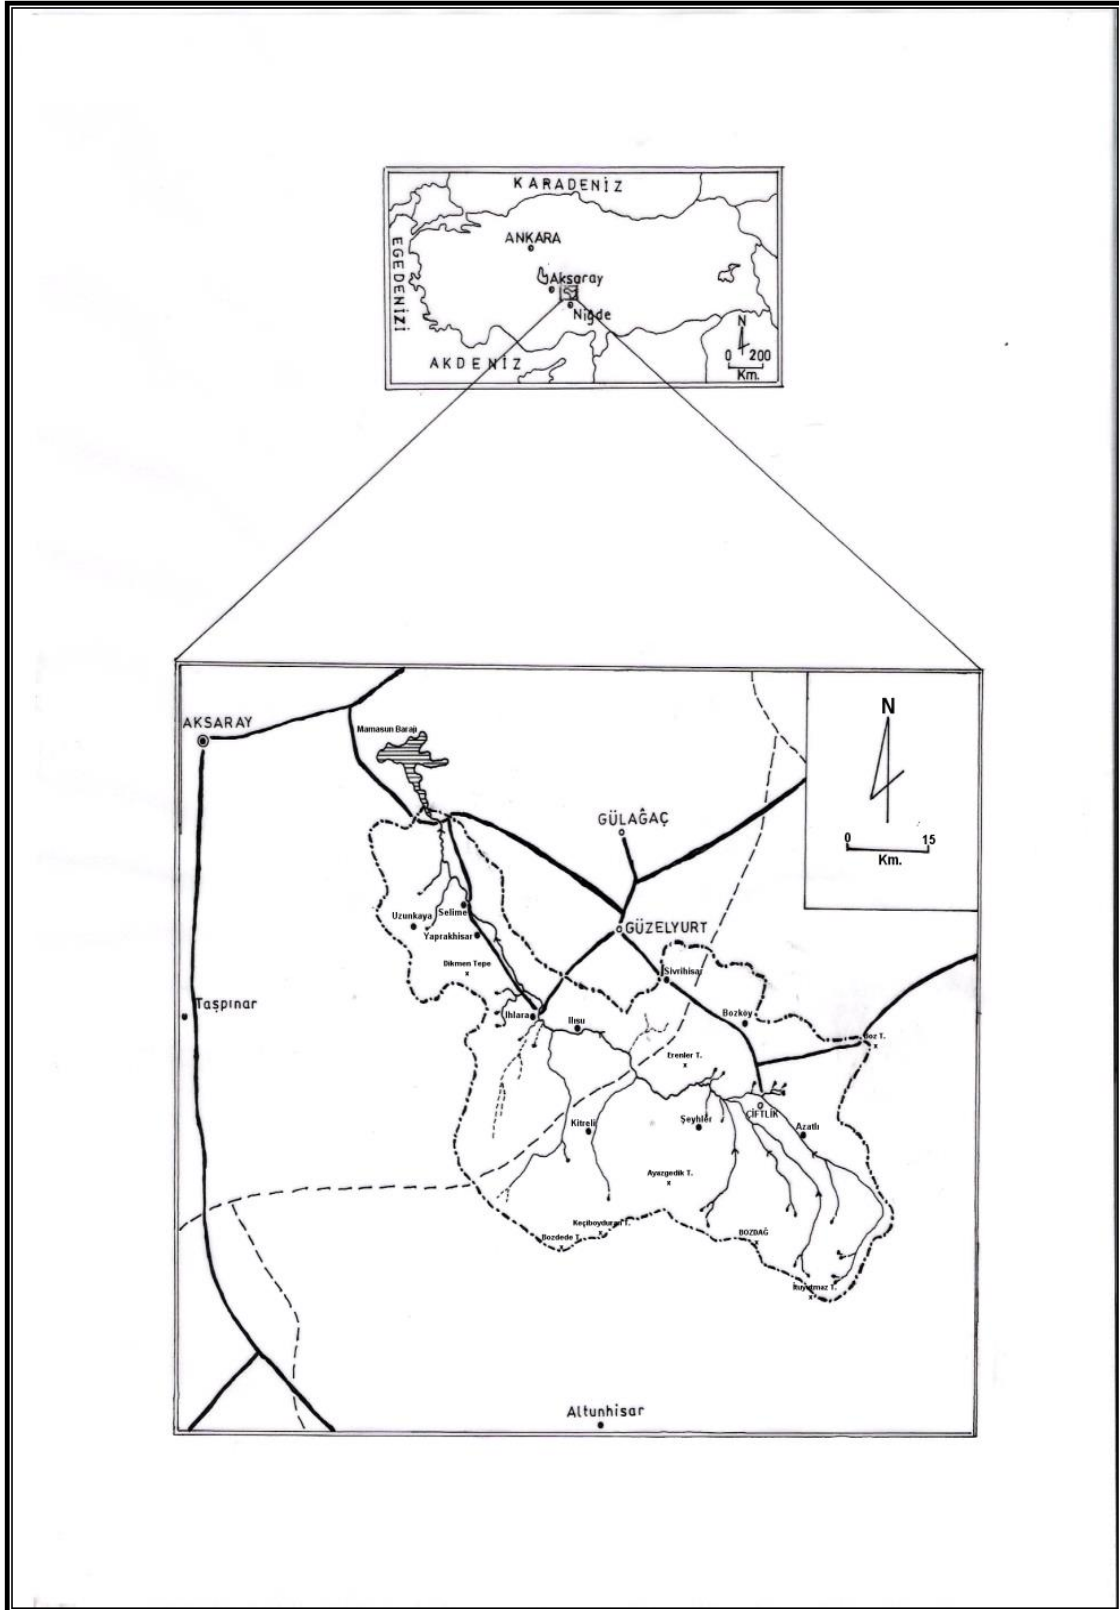 KARADENİZ
EGEDENİZİ
ANKARA
Aksaray
Niğde
AKDENİZ
N
0 200
Km.
AKSARAY
Mamasun Barajı
N
0 15
Km.
GÜLAĞAÇ
Uzunkaya
Selime
Yaprakhisar
GÜZELYURT
Dikmen Tepe
Sivrihisar
Taşpınar
Ihlara
Ilısu
Bozköy
Boz T.
Erenler T.
ÇİFTLİK
Kitreli
Şeyhler
Azatlı
Ayazgedik T.
Keçiboyduran T.
Bozdede T.
BOZDAĞ
Altunhisar